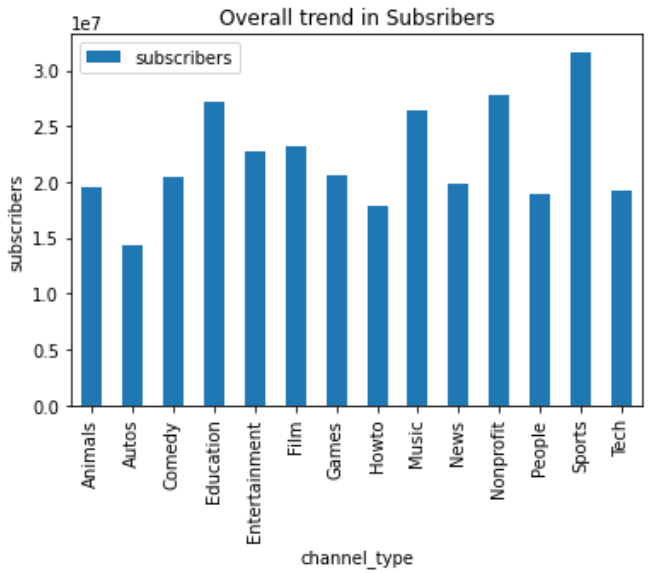 Overall trend in Subsribers
1e7
subscribers
3.0
2.5
2.0
1.5
1.0
0.5
0.0
subscribers
Animals
Autos
Comedy
Education
Entertainment
Film
Games
Howto
Music
News
Nonprofit
People
Sports
Tech
channel_type